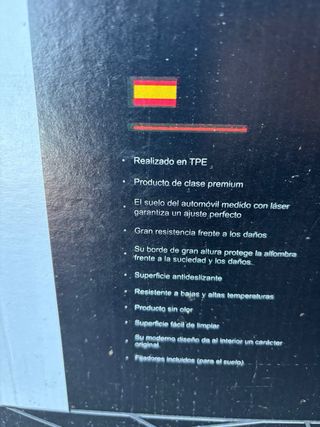 • Realizado en TPE
• Producto de clase premium
• El suelo del automóvil medido con láser
garantiza un ajuste perfecto
• Gran resistencia frente a los daños
• Su borde de gran altura protege la alfombra
frente a la suciedad y los daños.
• Superficie antideslizante
• Resistente a bajas y altas temperaturas
• Producto sin olor
• Superficie fácil de limpiar
• Su moderno diseño da al interior un carácter
original.
• Fijadores incluidos (para el suelo)